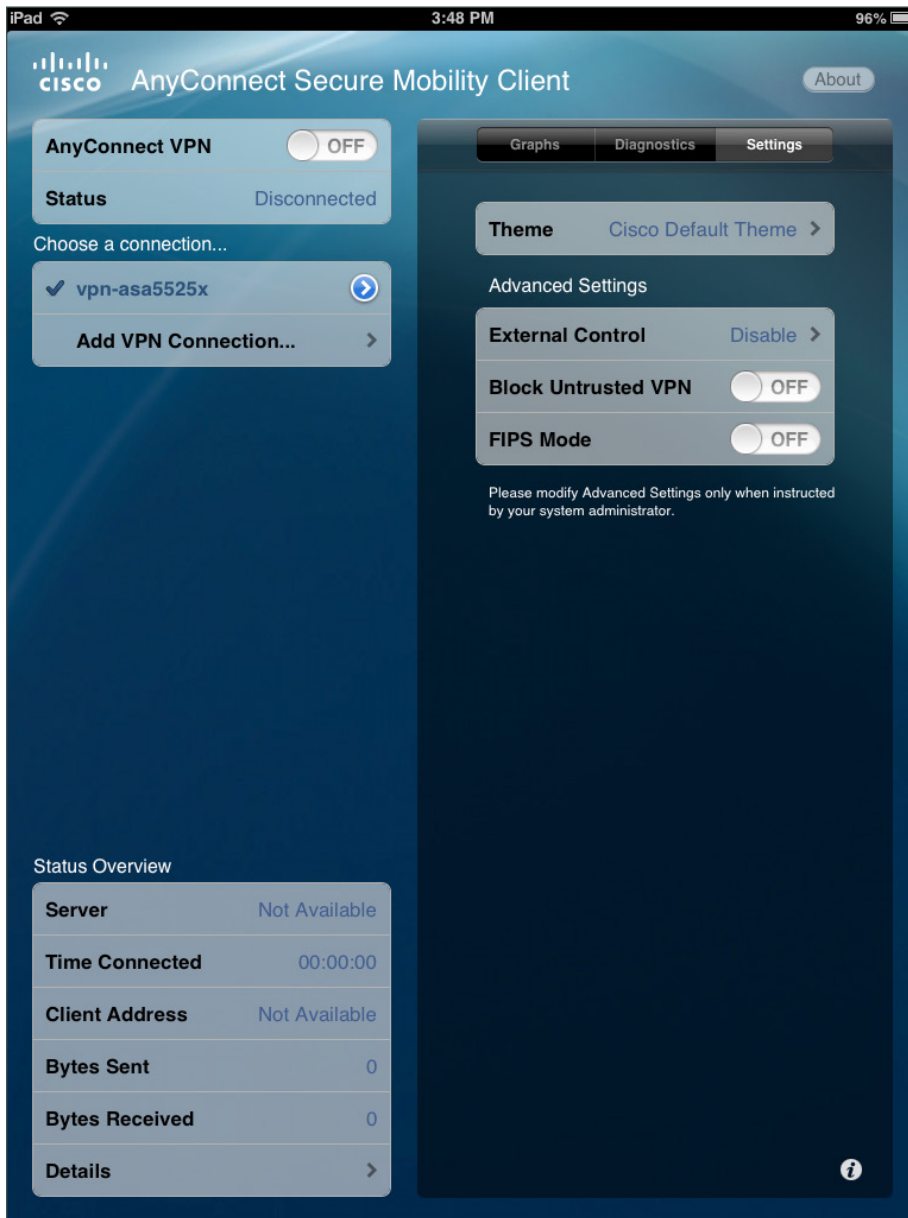 iPad 3:48 PM 96%
CISCO AnyConnect Secure Mobility Client About
AnyConnect VPN OFF
Status Disconnected
Choose a connection...
vpn-asa5525x
Add VPN Connection...
Status Overview
Server Not Available
Time Connected 00:00:00
Client Address Not Available
Bytes Sent 0
Bytes Received 0
Details
Graphs Diagnostics Settings
Theme Cisco Default Theme
Advanced Settings
External Control Disable
Block Untrusted VPN OFF
FIPS Mode OFF
Please modify Advanced Settings only when instructed
by your system administrator.
i